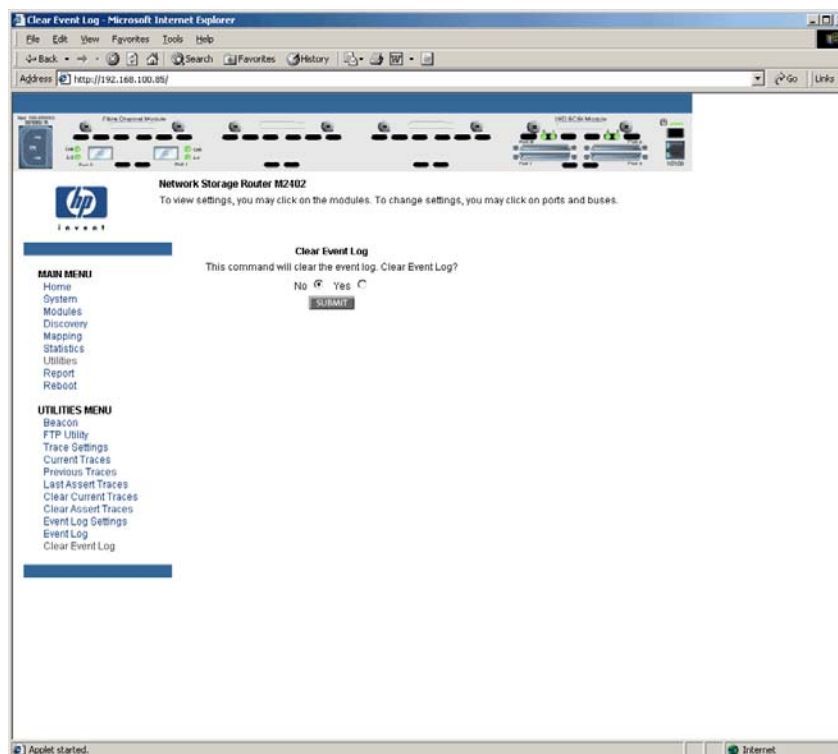 Clear Event Log - Microsoft Internet Explorer
File Edit View Favorites Tools Help
Back Search Favorites History
Address http://192.168.100.85/ Go Links
Fibre Channel Module
Network Storage Router M2402
To view settings, you may click on the modules. To change settings, you may click on ports and buses.
hp
invent
Clear Event Log
This command will clear the event log. Clear Event Log?
No Yes
SUBMIT
MAIN MENU
Home
System
Modules
Discovery
Mapping
Statistics
Utilities
Report
Reboot
UTILITIES MENU
Beacon
FTP Utility
Trace Settings
Current Traces
Previous Traces
Last Assert Traces
Clear Current Traces
Clear Assert Traces
Event Log Settings
Event Log
Clear Event Log
Applet started. Internet